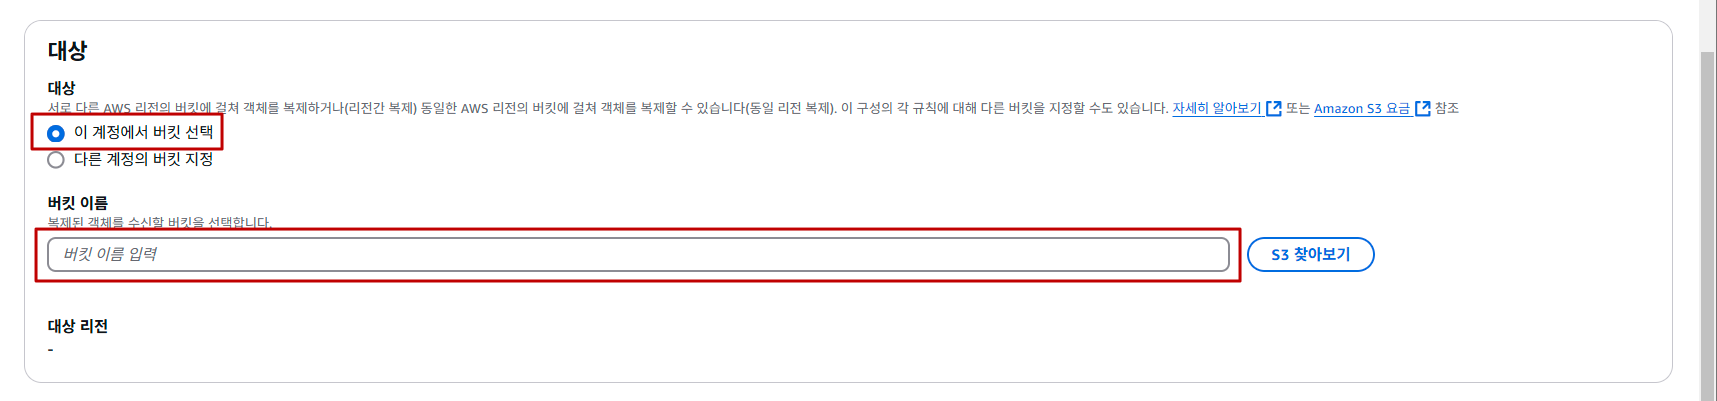 대상
대상
서로 다른 AWS 리전의 버킷에 걸쳐 객체를 복제하거나(리전간 복제) 동일한 AWS 리전의 버킷에 걸쳐 객체를 복제할 수 있습니다(동일 리전 복제). 이 구성의 각 규칙에 대해 다른 버킷을 지정할 수도 있습니다. 자세히 알아보기 또는 Amazon S3 요금 참조
이 계정에서 버킷 선택
다른 계정의 버킷 지정
버킷 이름
복제된 객체를 수신할 버킷을 선택합니다.
버킷 이름 입력 S3 찾아보기
대상 리전
-